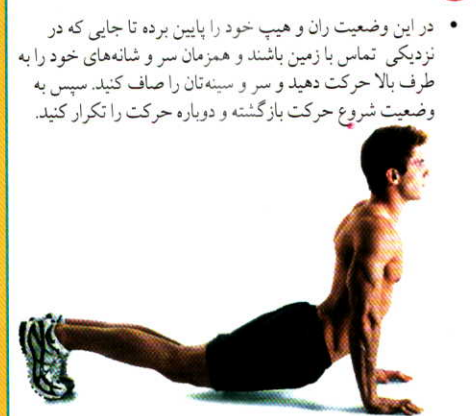 • در این وضعیت ران و هیپ خود را پایین برده تا جایی که در
نزدیکی تماس با زمین باشند و همزمان سر و شانه‌های خود را به
طرف بالا حرکت دهید و سر و سینه‌تان را صاف کنید. سپس به
وضعیت شروع حرکت بازگشته و دوباره حرکت را تکرار کنید.